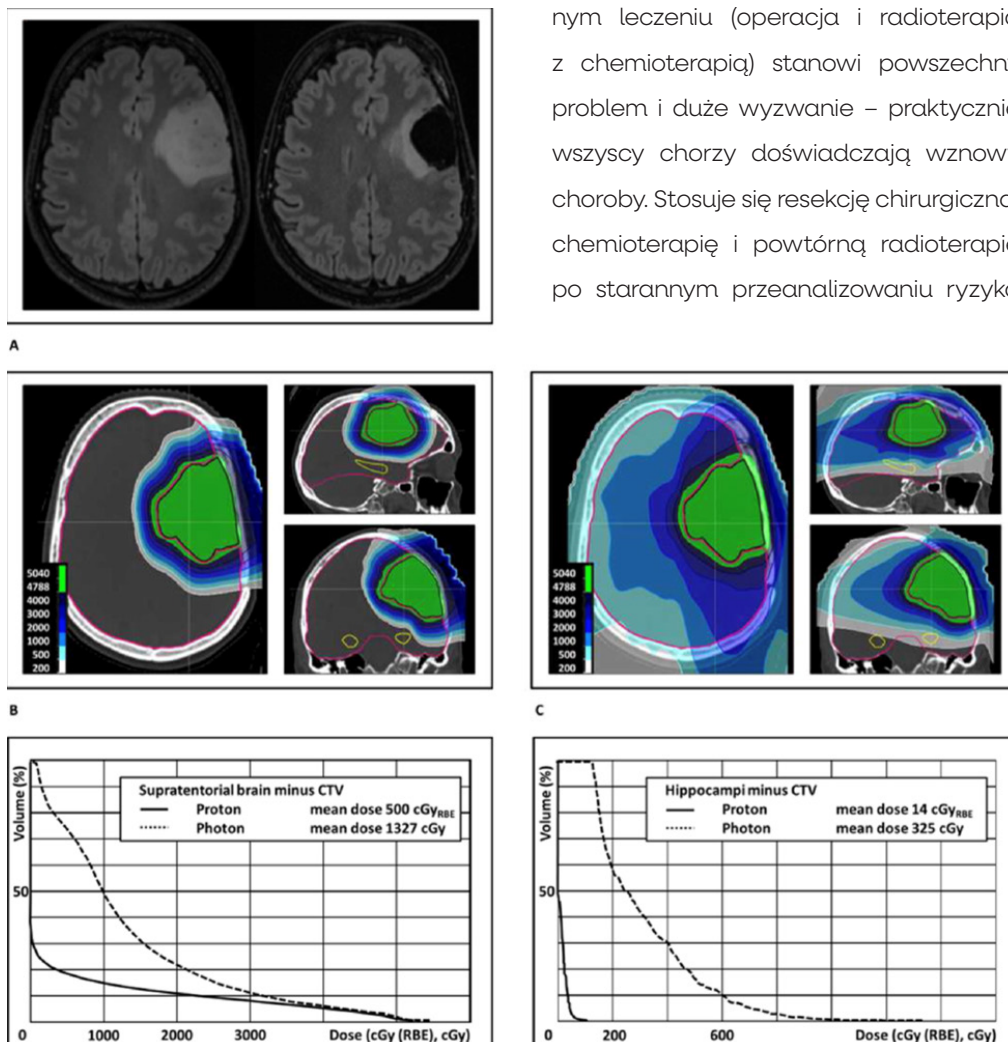 nym leczeniu (operacja i radioterapia
z chemioterapią) stanowi powszechny
problem i duże wyzwanie – praktycznie
wszyscy chorzy doświadczają wznowy
choroby. Stosuje się resekcję chirurgiczną,
chemioterapię i powtórną radioterapię
po starannym przeanalizowaniu ryzyka
A
5040
4788
4000
3000
2000
1000
500
200
B
5040
4788
4000
3000
2000
1000
500
200
C
Volume (%)
50
Supratentorial brain minus CTV
Proton mean dose 500 cGyRBE
Photon mean dose 1327 cGy
0 1000 2000 3000 Dose (cGy (RBE), cGy)
Volume (%)
50
Hippocampi minus CTV
Proton mean dose 14 cGyRBE
Photon mean dose 325 cGy
0 200 600 Dose (cGy (RBE), cGy)